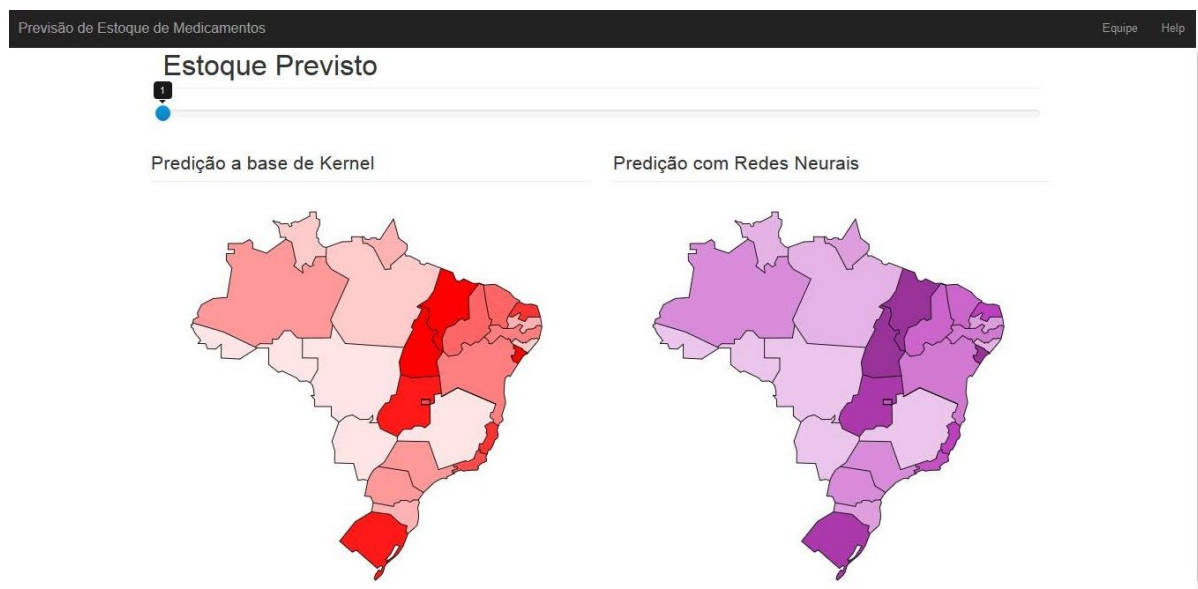 Previsão de Estoque de Medicamentos
Equipe Help
Estoque Previsto
1
Predição a base de Kernel
Predição com Redes Neurais